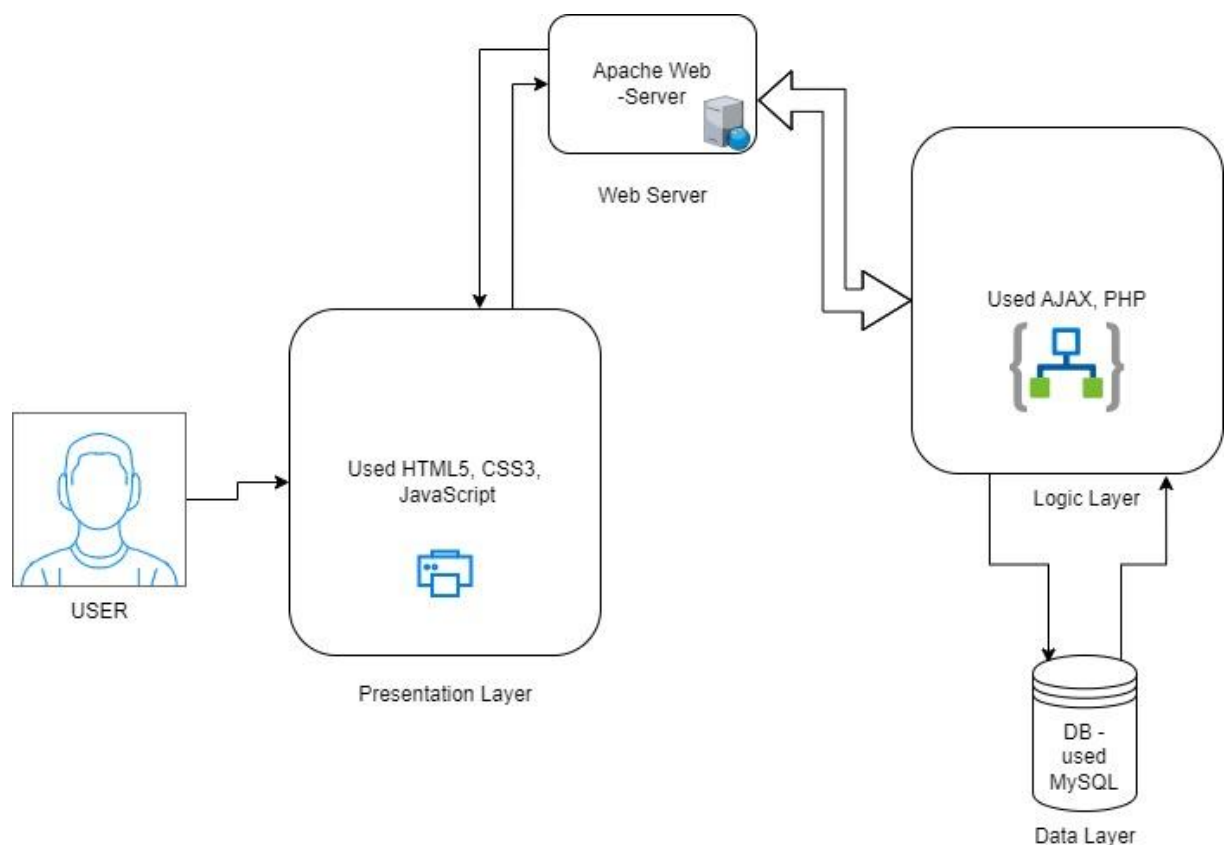 Apache Web
-Server
Web Server
Used AJAX, PHP
Logic Layer
Used HTML5, CSS3,
JavaScript
USER
Presentation Layer
DB -
used
MySQL
Data Layer